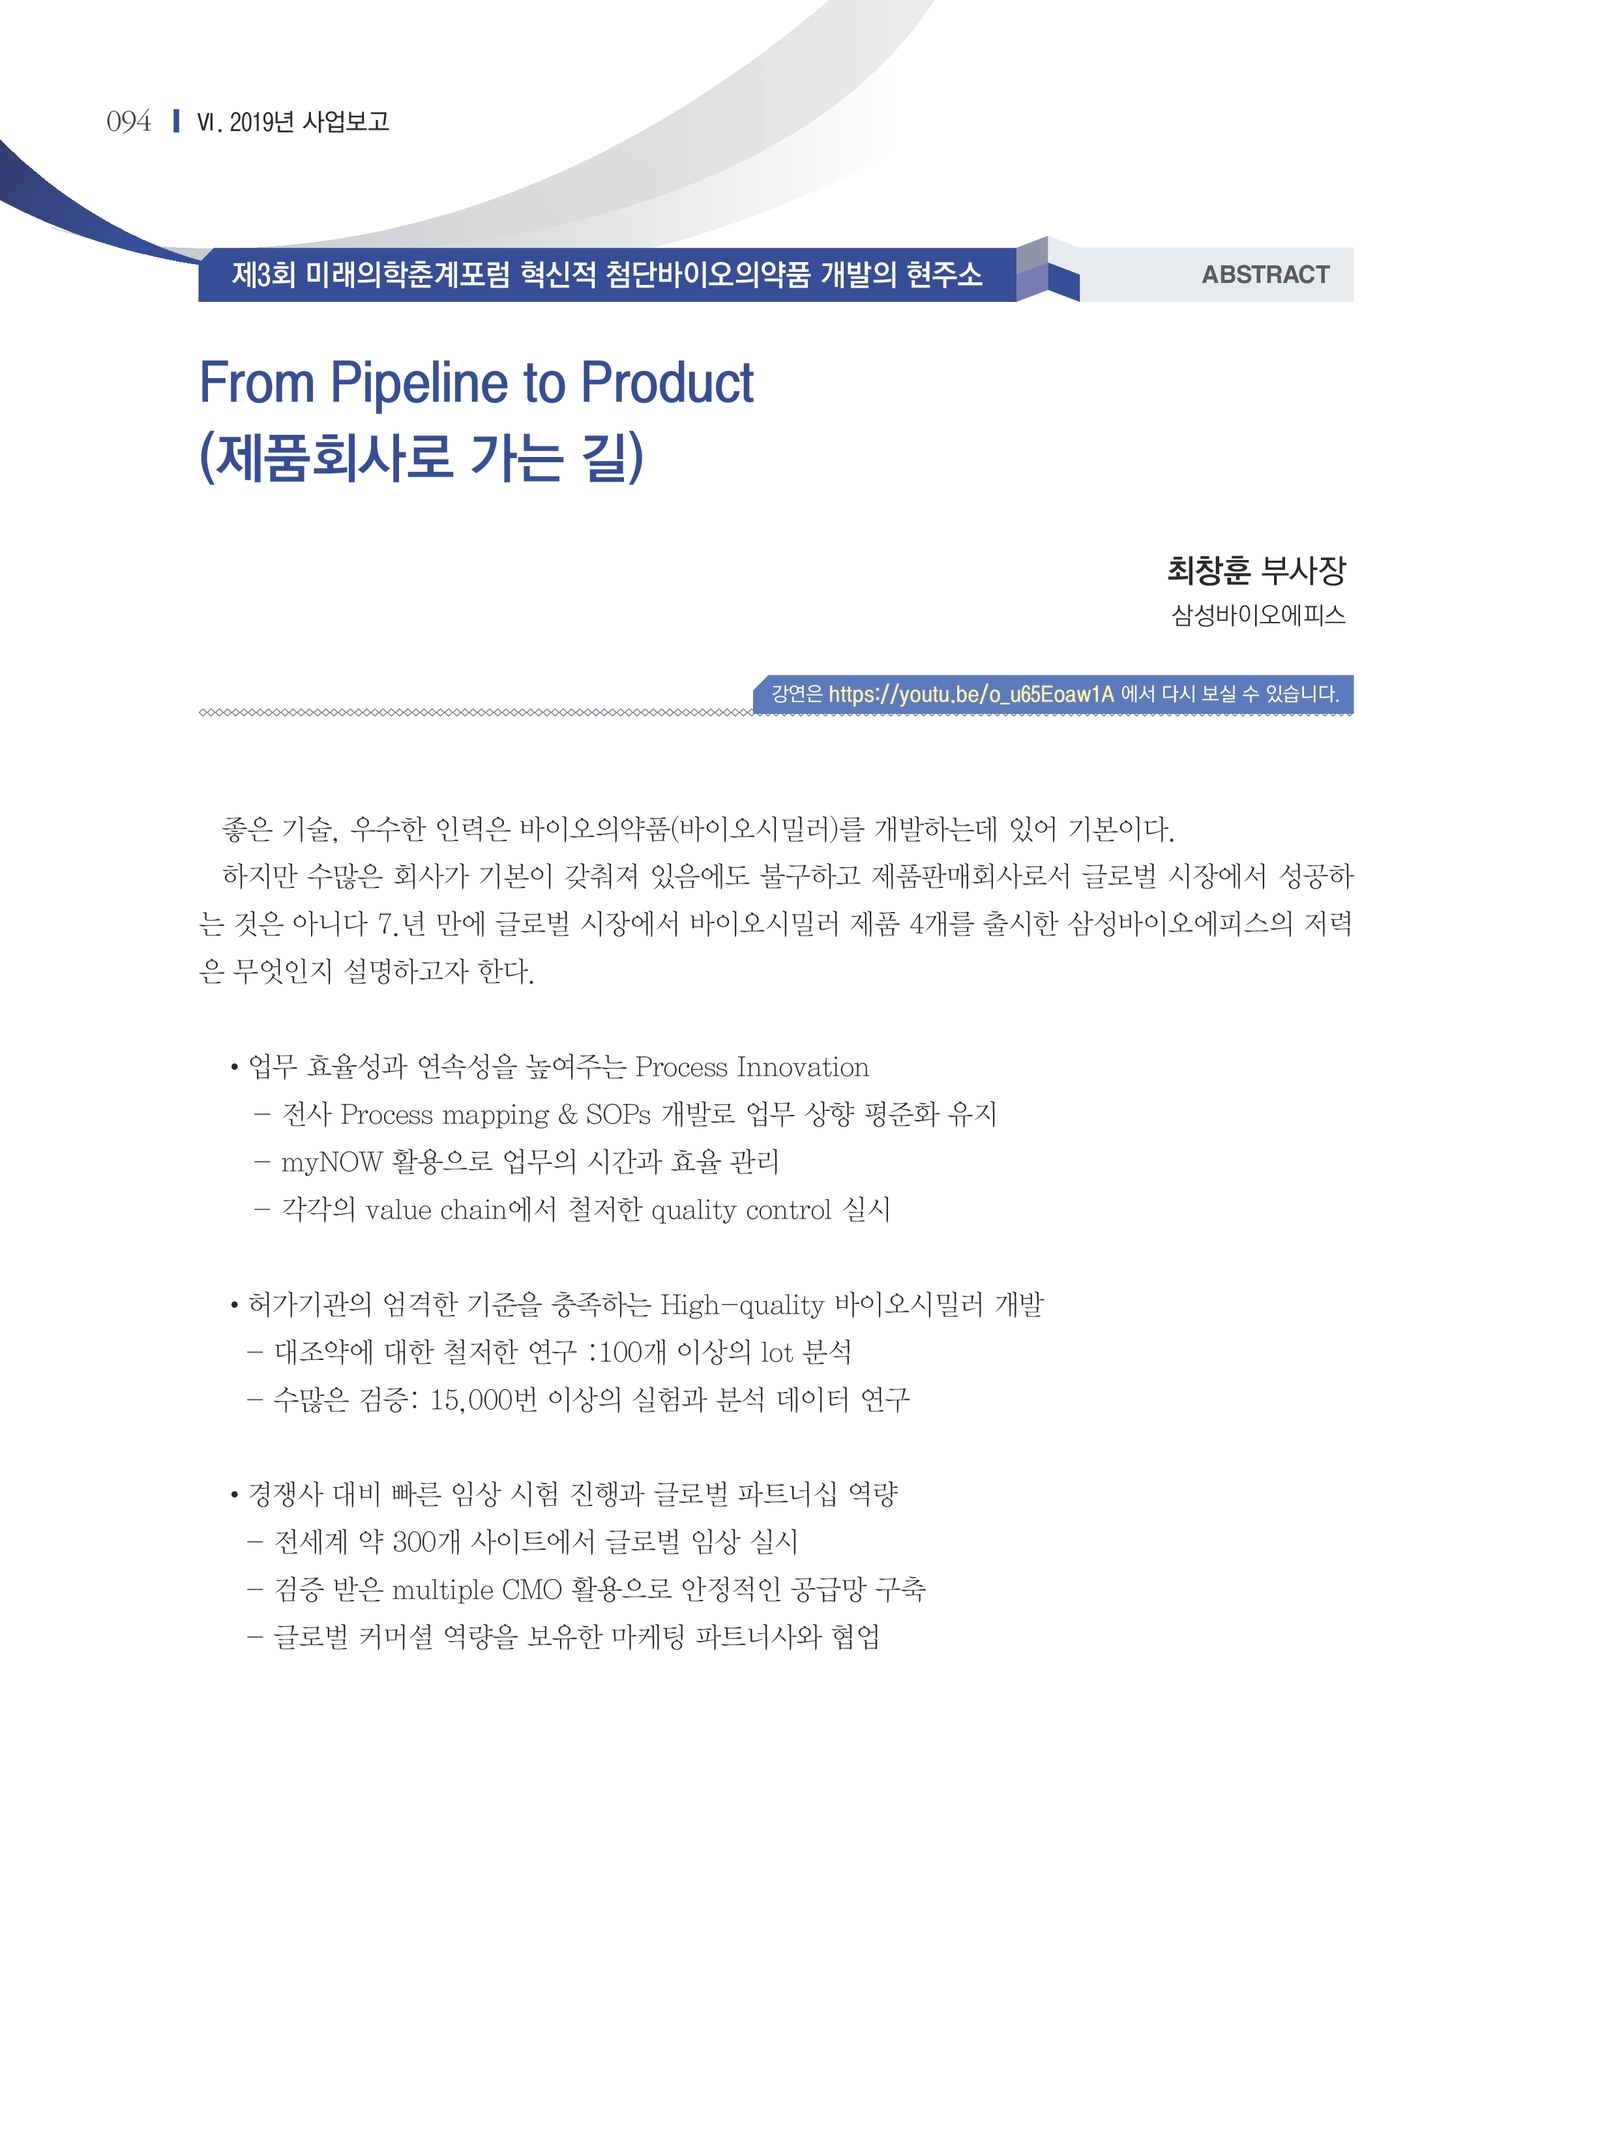 094 Ⅵ. 2019년 사업보고
제3회 미래의학춘계포럼 혁신적 첨단바이오의약품 개발의 현주소
ABSTRACT
From Pipeline to Product
(제품회사로 가는 길)
최창훈 부사장
삼성바이오에피스
강연은 https://youtu.be/o_u65Eoaw1A 에서 다시 보실 수 있습니다.
좋은 기술, 우수한 인력은 바이오의약품(바이오시밀러)를 개발하는데 있어 기본이다.
하지만 수많은 회사가 기본이 갖춰져 있음에도 불구하고 제품판매회사로서 글로벌 시장에서 성공하
는 것은 아니다 7.년 만에 글로벌 시장에서 바이오시밀러 제품 4개를 출시한 삼성바이오에피스의 저력
은 무엇인지 설명하고자 한다.
• 업무 효율성과 연속성을 높여주는 Process Innovation
– 전사 Process mapping & SOPs 개발로 업무 상향 평준화 유지
– myNOW 활용으로 업무의 시간과 효율 관리
– 각각의 value chain에서 철저한 quality control 실시
• 허가기관의 엄격한 기준을 충족하는 High-quality 바이오시밀러 개발
– 대조약에 대한 철저한 연구 :100개 이상의 lot 분석
– 수많은 검증: 15,000번 이상의 실험과 분석 데이터 연구
• 경쟁사 대비 빠른 임상 시험 진행과 글로벌 파트너십 역량
– 전세계 약 300개 사이트에서 글로벌 임상 실시
– 검증 받은 multiple CMO 활용으로 안정적인 공급망 구축
– 글로벌 커머셜 역량을 보유한 마케팅 파트너사와 협업